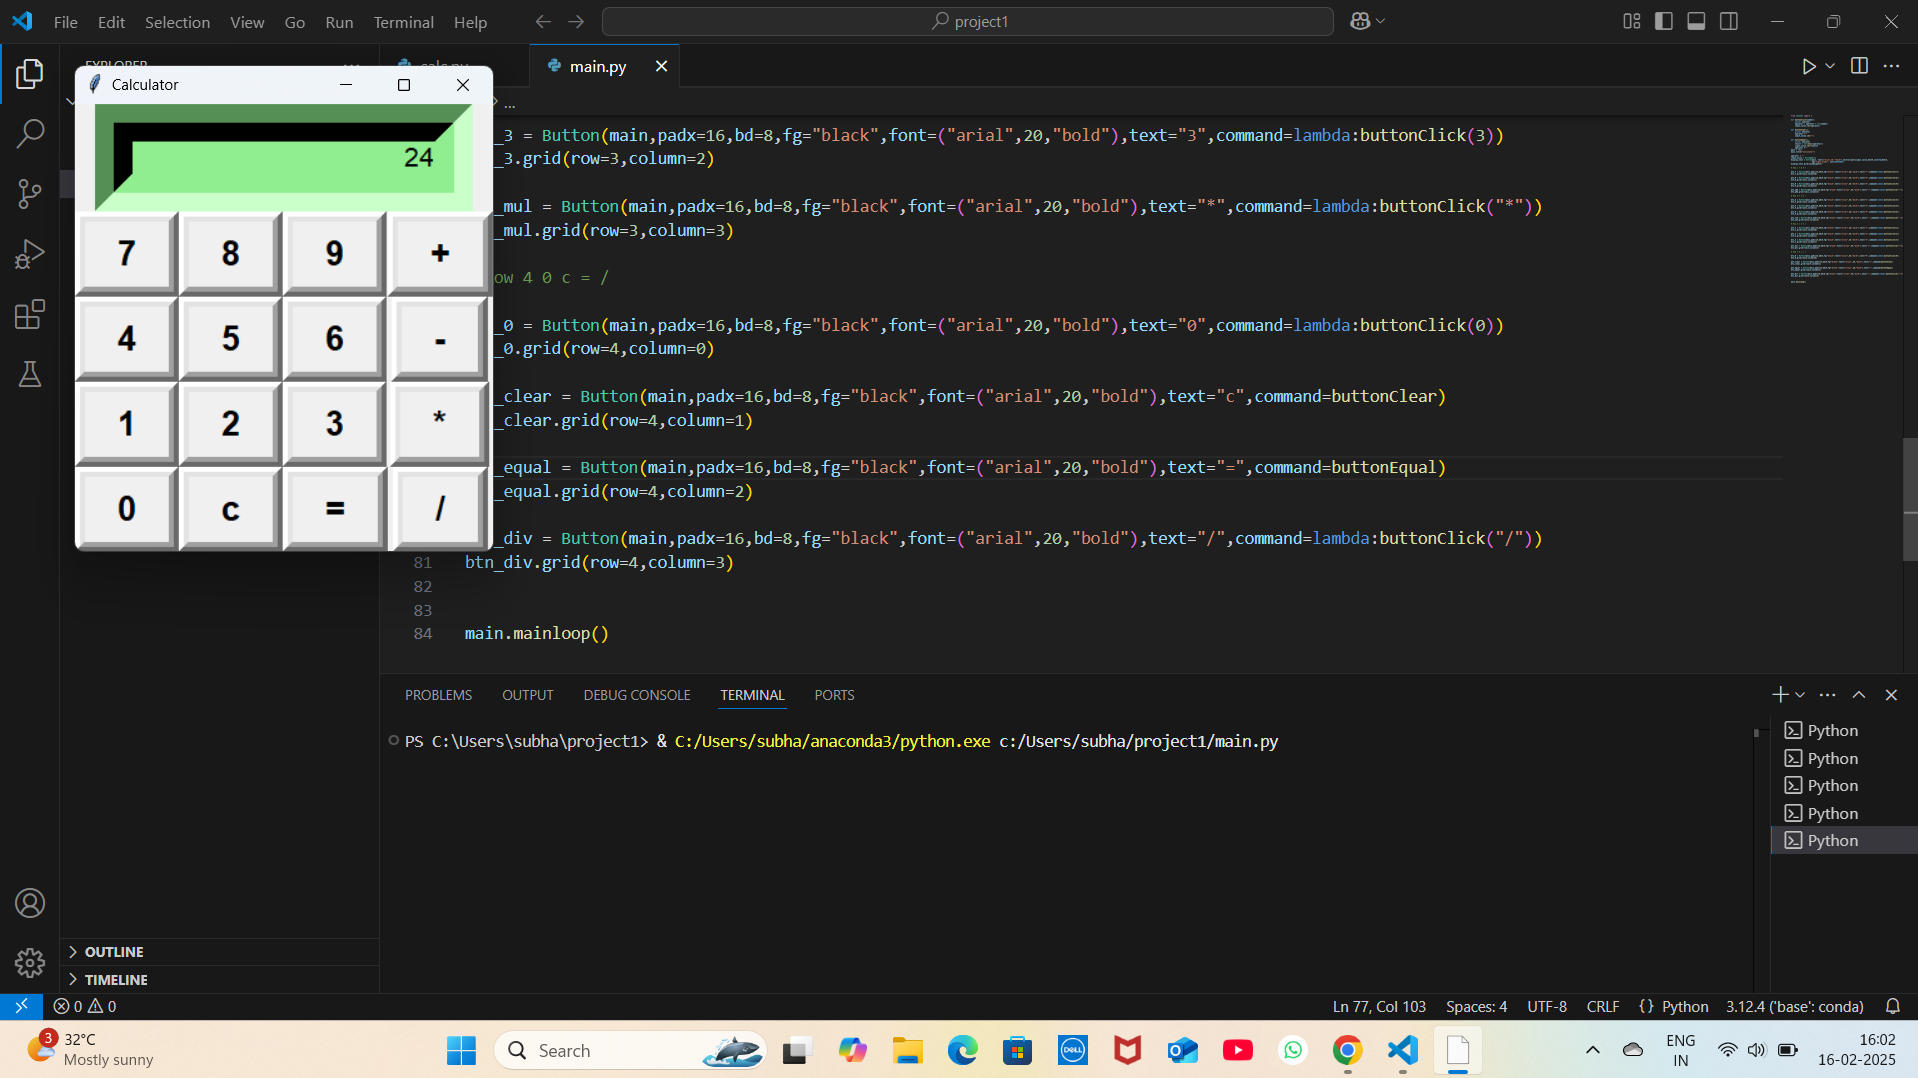 File Edit Selection View Go Run Terminal Help
project1
main.py
...
Calculator
24
7 8 9 +
4 5 6 -
1 2 3 *
0 c = /
_3 = Button(main,padx=16,bd=8,fg="black",font=("arial",20,"bold"),text="3",command=lambda:buttonClick(3))
_3.grid(row=3,column=2)
_mul = Button(main,padx=16,bd=8,fg="black",font=("arial",20,"bold"),text="*",command=lambda:buttonClick("*"))
_mul.grid(row=3,column=3)
ow 4 0 c = /
_0 = Button(main,padx=16,bd=8,fg="black",font=("arial",20,"bold"),text="0",command=lambda:buttonClick(0))
_0.grid(row=4,column=0)
_clear = Button(main,padx=16,bd=8,fg="black",font=("arial",20,"bold"),text="c",command=buttonClear)
_clear.grid(row=4,column=1)
_equal = Button(main,padx=16,bd=8,fg="black",font=("arial",20,"bold"),text="=",command=buttonEqual)
_equal.grid(row=4,column=2)
_div = Button(main,padx=16,bd=8,fg="black",font=("arial",20,"bold"),text="/",command=lambda:buttonClick("/"))
81 btn_div.grid(row=4,column=3)
82
83
84 main.mainloop()
PROBLEMS OUTPUT DEBUG CONSOLE TERMINAL PORTS
PS C:\Users\subha\project1> & C:/Users/subha/anaconda3/python.exe c:/Users/subha/project1/main.py
Python
Python
Python
Python
Python
OUTLINE
TIMELINE
0 0
Ln 77, Col 103 Spaces: 4 UTF-8 CRLF {} Python 3.12.4 ('base': conda)
3
32°C
Mostly sunny
Search
DELL
ENG
IN
16:02
16-02-2025